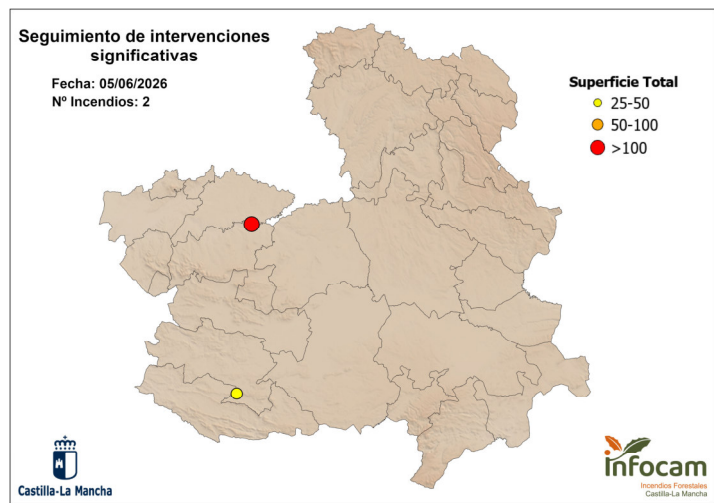 Seguimiento de intervenciones
significativas
Fecha: 05/06/2026
Nº Incendios: 2
Superficie Total
25-50
50-100
>100
Castilla-La Mancha
infocam
Incendios Forestales
Castilla-La Mancha